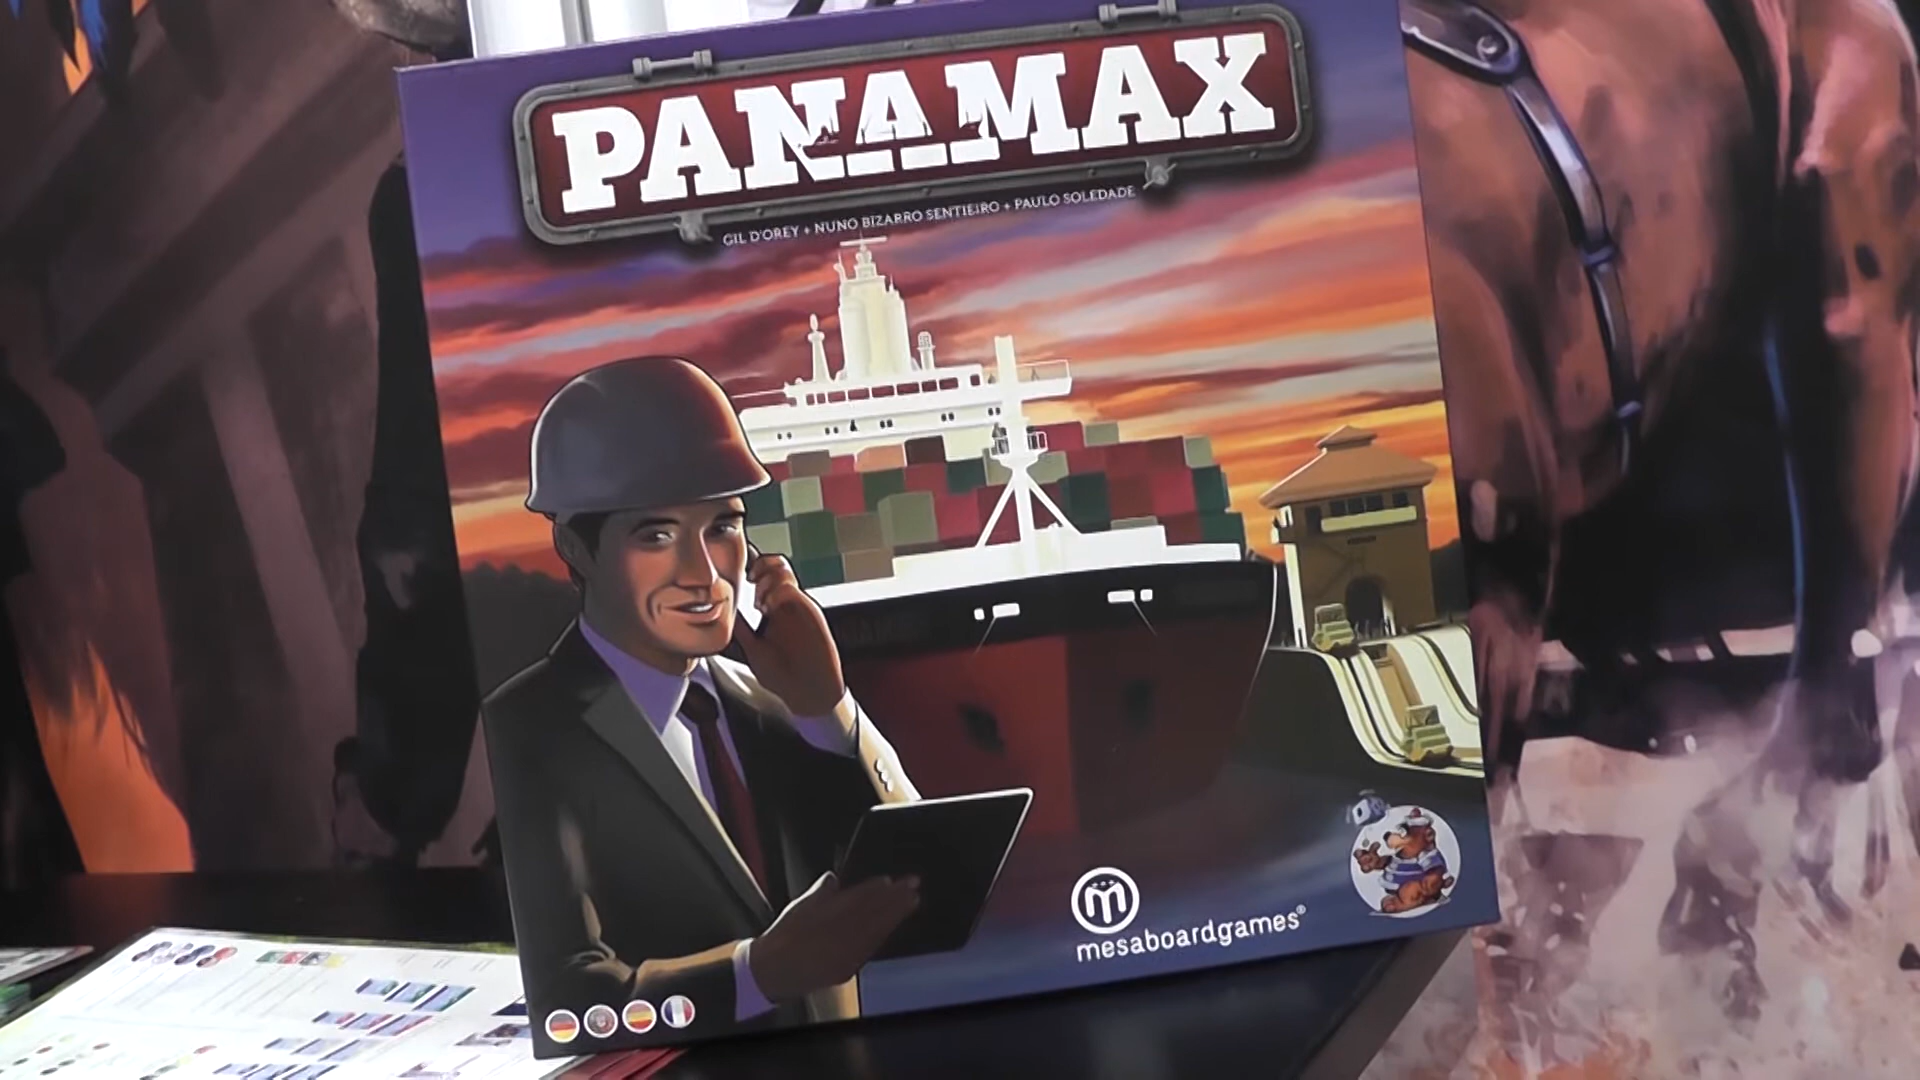 PANAMAX
GIL D'OREY + NUNO BIZARRO SENTIEIRO + PAULO SOLEDADE
mesaboardgames®